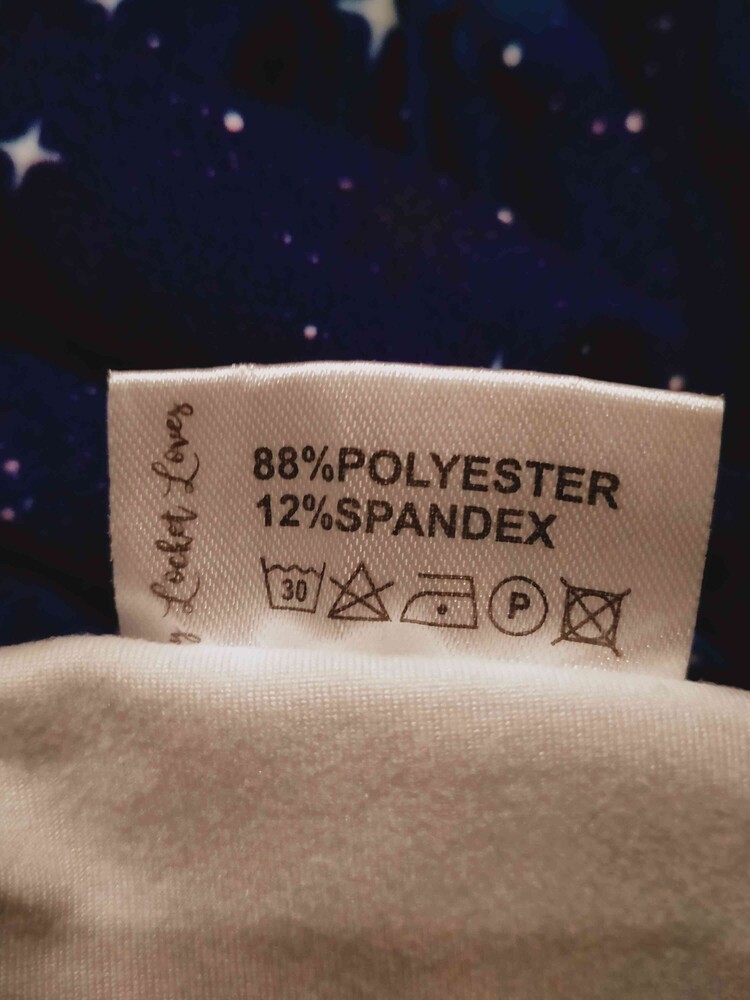 y Locket Loves
88%POLYESTER
12%SPANDEX
30
P